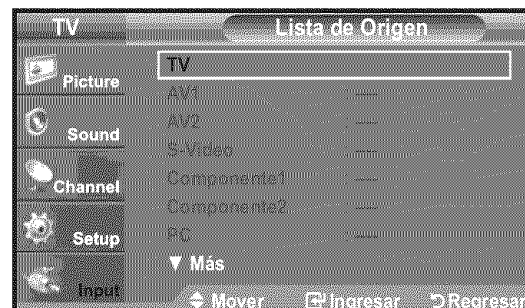 TV
Lista de Origen
Picture
Sound
Channel
Setup
Input
TV
AV1 : ----
AV2 : ----
S-Video : ----
Componente1 : ----
Componente2 : ----
PC : ----
▼ Más
Mover Ingresar Regresar